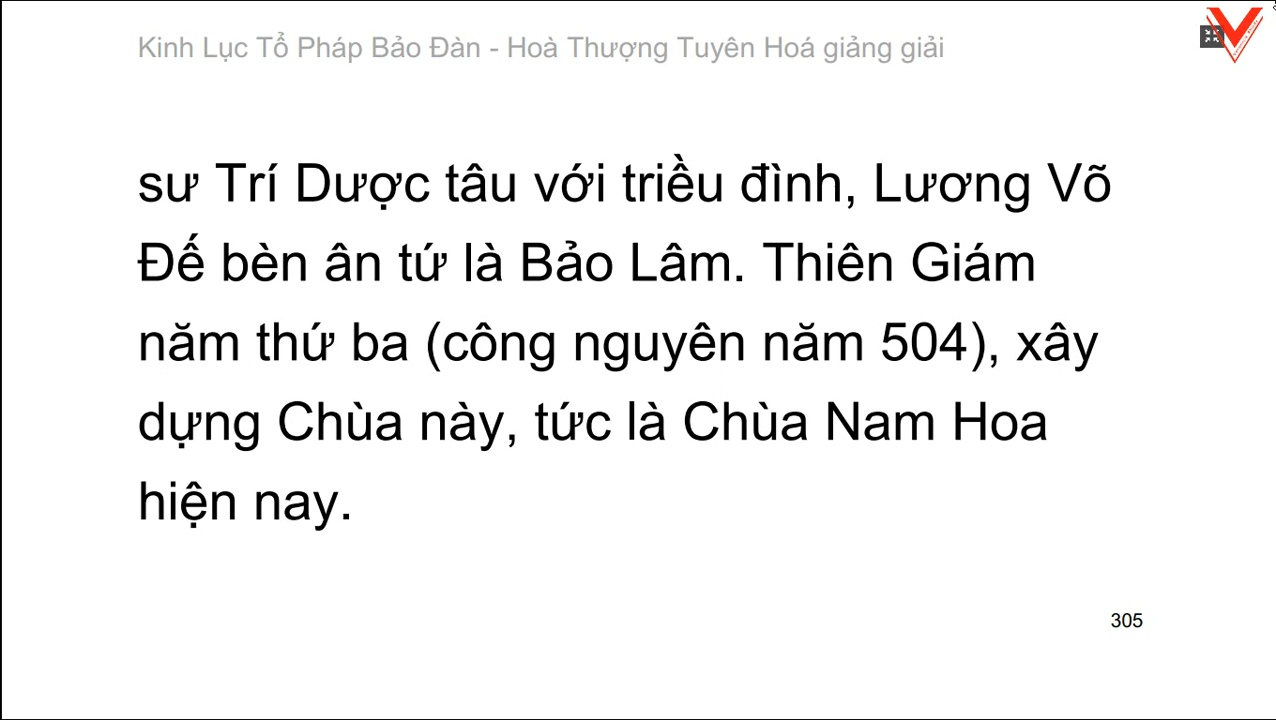 Kinh Lục Tổ Pháp Bảo Đàn - Hoà Thượng Tuyên Hoá giảng giải
sư Trí Dược tâu với triều đình, Lương Võ
Đế bèn ân tứ là Bảo Lâm. Thiên Giám
năm thứ ba (công nguyên năm 504), xây
dựng Chùa này, tức là Chùa Nam Hoa
hiện nay.
305